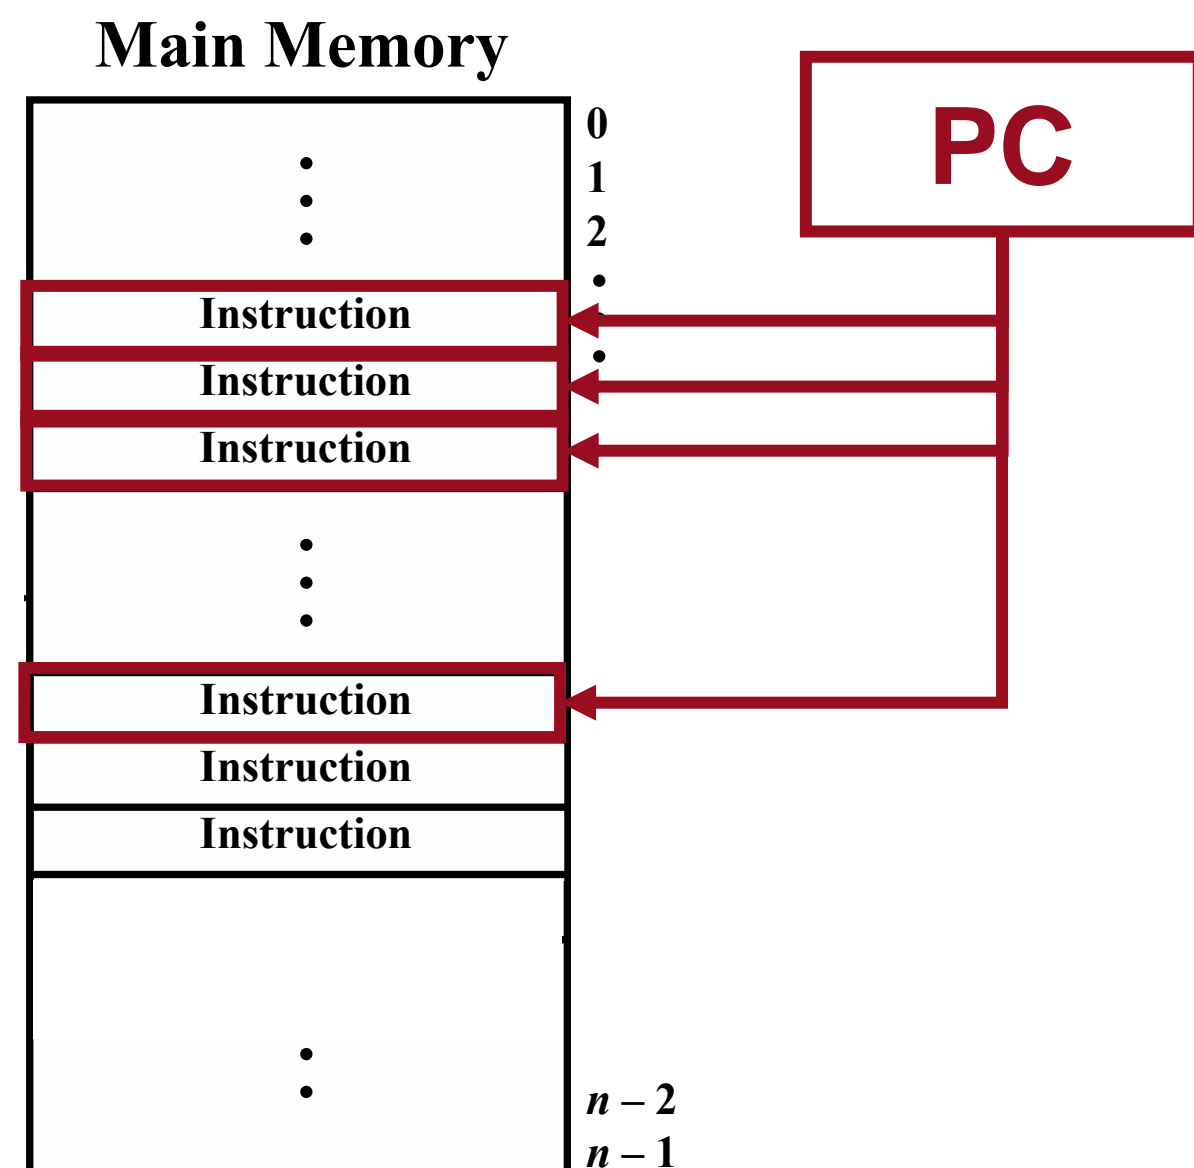 Main Memory
PC
0
1
2
Instruction
Instruction
Instruction
Instruction
Instruction
Instruction
n – 2
n – 1